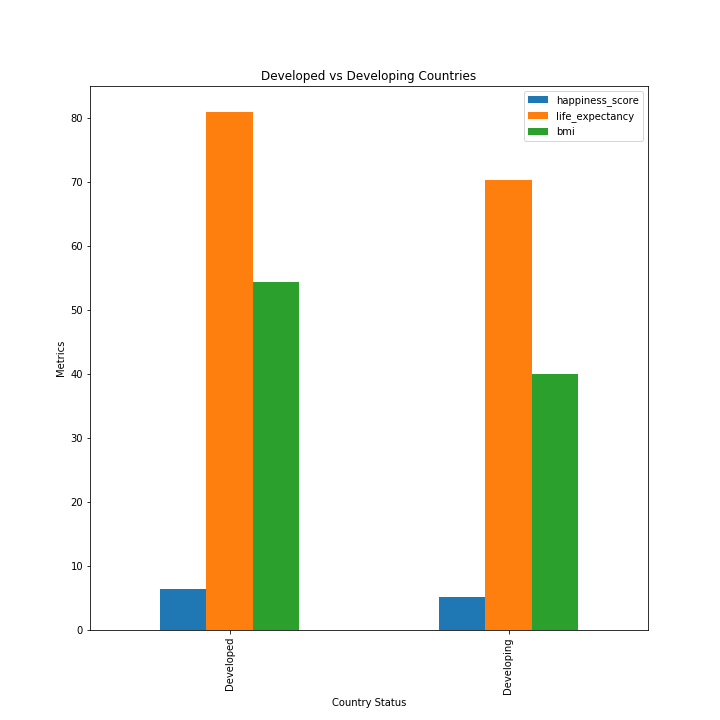 Developed vs Developing Countries
happiness_score
life_expectancy
bmi
80
70
60
50
40
30
20
10
0
Metrics
Developed
Developing
Country Status